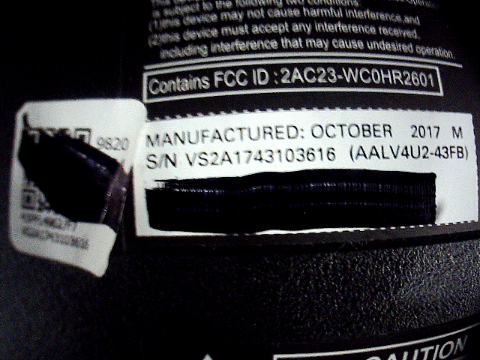 subject to the following two conditions:
(1)this device may not cause harmful interference,and
(2)this device must accept any interference received,
including interference that may cause undesired operation.
Contains FCC ID : 2AC23-WC0HR2601
9820
MANUFACTURED: OCTOBER 2017 M
S/N VS2A1743103616 (AALV4U2-43FB)
CAUTION